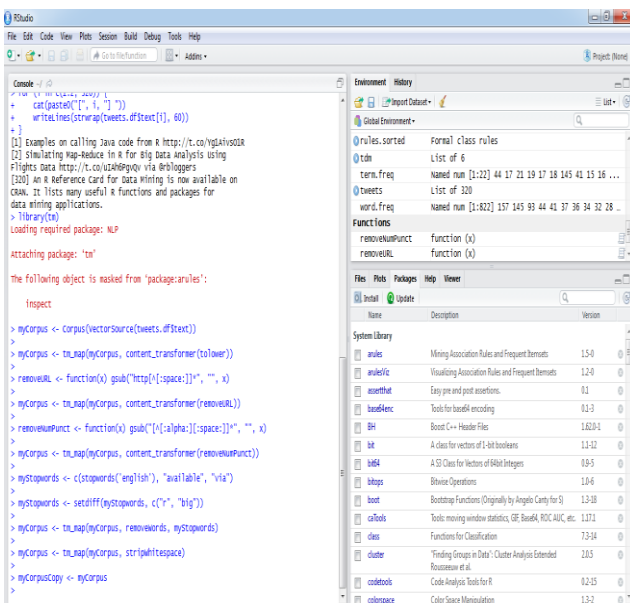 RStudio
File Edit Code View Plots Session Build Debug Tools Help
Go to file/function Addins
Project: (None)
Console ~/
+ cat(paste0("[", i, "] "))
+ writeLines(strwrap(tweets.df$text[i], 60))
+ }
[1] Examples on calling Java code from R http://t.co/Yg1AivsO1R
[2] Simulating Map-Reduce in R for Big Data Analysis Using
Flights Data http://t.co/uIAh6PgvQv via @rbloggers
[320] An R Reference Card for Data Mining is now available on
CRAN. It lists many useful R functions and packages for
data mining applications.
> library(tm)
Loading required package: NLP
Attaching package: ‘tm’
The following object is masked from ‘package:arules’:
inspect
> myCorpus <- Corpus(VectorSource(tweets.df$text))
>
> myCorpus <- tm_map(myCorpus, content_transformer(tolower))
>
> removeURL <- function(x) gsub("http[^[:space:]]*", "", x)
>
> myCorpus <- tm_map(myCorpus, content_transformer(removeURL))
>
> removeNumPunct <- function(x) gsub("[^[:alpha:][:space:]]*", "", x)
>
> myCorpus <- tm_map(myCorpus, content_transformer(removeNumPunct))
>
> myStopwords <- c(stopwords('english'), "available", "via")
>
> myStopwords <- setdiff(myStopwords, c("r", "big"))
>
> myCorpus <- tm_map(myCorpus, removeWords, myStopwords)
>
> myCorpus <- tm_map(myCorpus, stripWhitespace)
>
> myCorpusCopy <- myCorpus
>
Environment History
Import Dataset List
Global Environment
rules.sorted Formal class rules
tdm List of 6
term.freq Named num [1:22] 44 17 21 19 17 18 145 41 15 16 ...
tweets List of 320
word.freq Named num [1:822] 157 145 93 44 41 37 36 34 32 28 …
Functions
removeNumPunct function (x)
removeURL function (x)
Files Plots Packages Help Viewer
Install Update
Name Description Version
System Library
arules Mining Association Rules and Frequent Itemsets 1.5-0
arulesViz Visualizing Association Rules and Frequent Itemsets 1.2-0
assertthat Easy pre and post assertions. 0.1
base64enc Tools for base64 encoding 0.1-3
BH Boost C++ Header Files 1.62.0-1
bit A class for vectors of 1-bit booleans 1.1-12
bit64 A S3 Class for Vectors of 64bit Integers 0.9-5
bitops Bitwise Operations 1.0-6
boot Bootstrap Functions (Originally by Angelo Canty for S) 1.3-18
caTools Tools: moving window statistics, GIF, Base64, ROC AUC, etc. 1.17.1
class Functions for Classification 7.3-14
cluster "Finding Groups in Data": Cluster Analysis Extended Rousseeuw et al. 2.0.5
codetools Code Analysis Tools for R 0.2-15
colorspace Color Space Manipulation 1.3-2